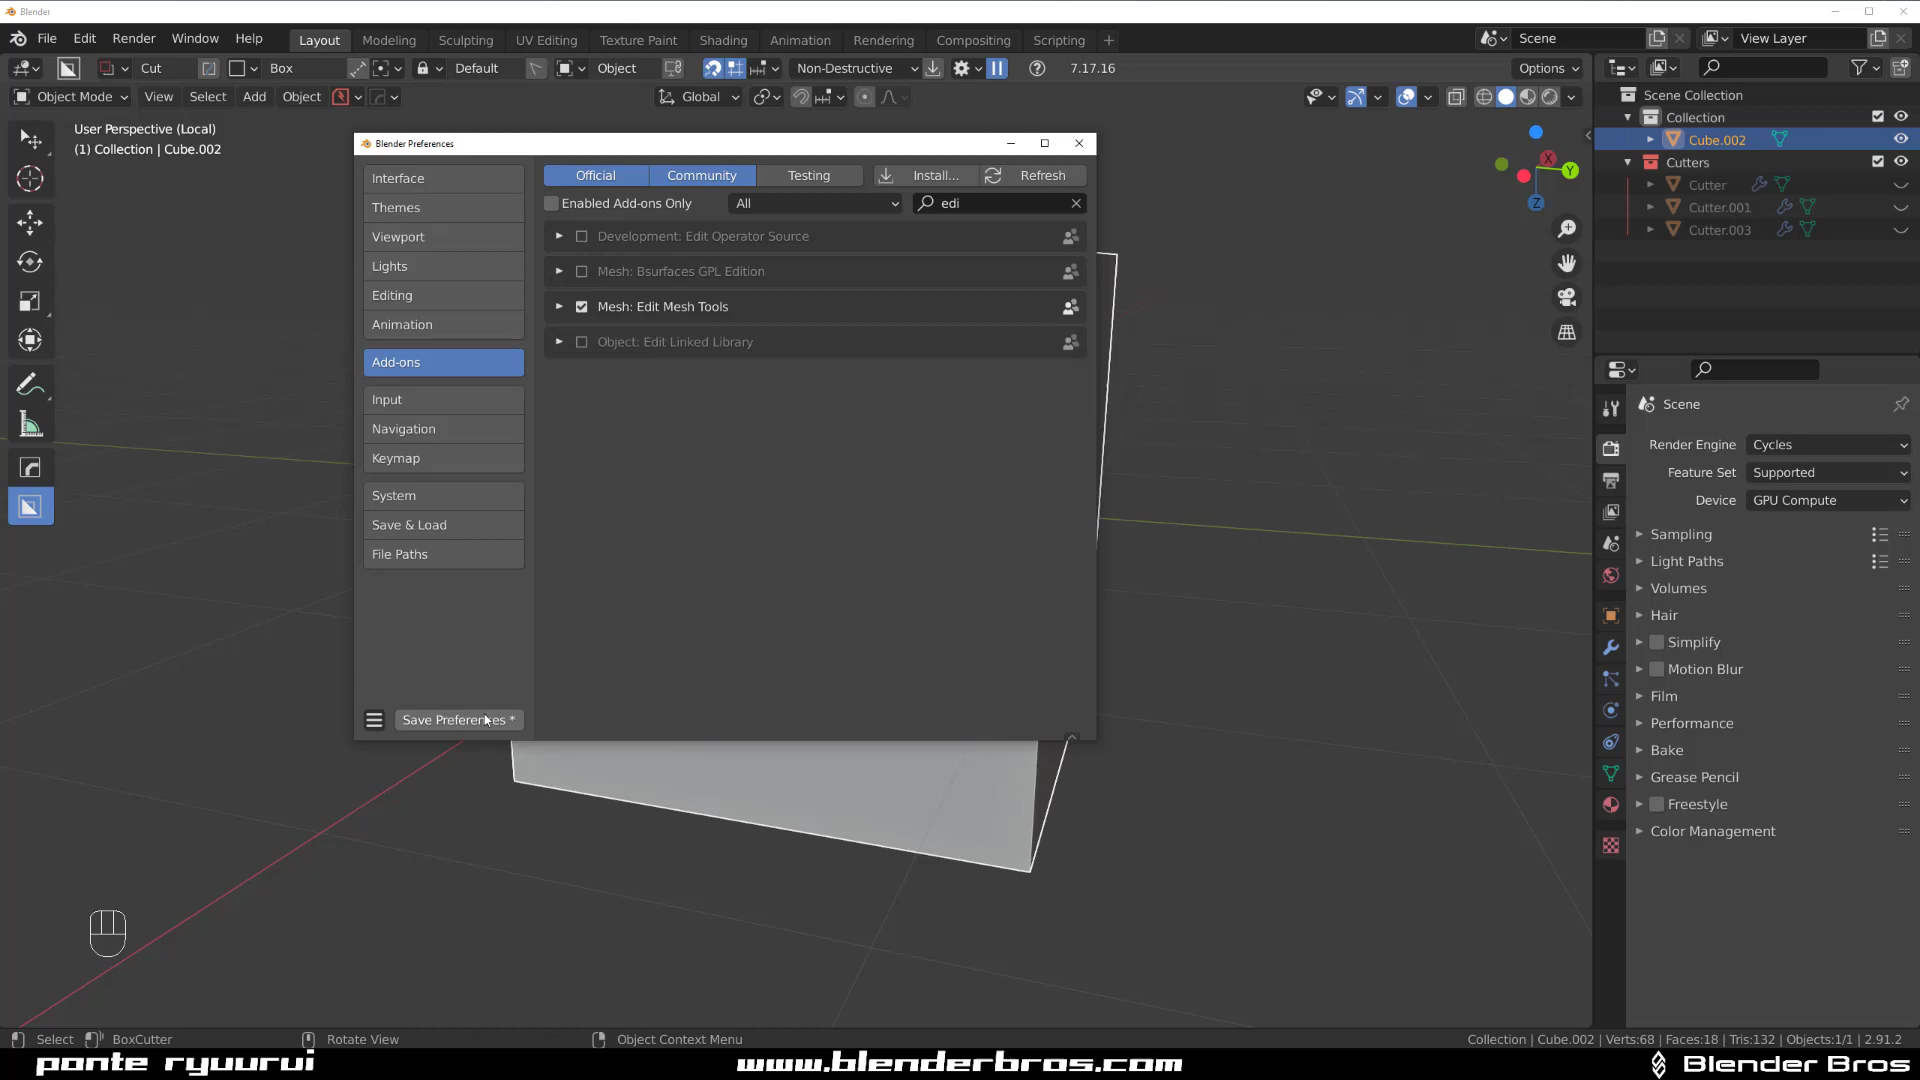 Blender
File Edit Render Window Help Layout Modeling Sculpting UV Editing Texture Paint Shading Animation Rendering Compositing Scripting + Scene View Layer
Cut Box Default Object Non-Destructive 7.17.16 Options
Object Mode View Select Add Object Global
User Perspective (Local)
(1) Collection | Cube.002
Blender Preferences
Interface
Themes
Viewport
Lights
Editing
Animation
Add-ons
Input
Navigation
Keymap
System
Save & Load
File Paths
Save Preferences *
Official Community Testing Install... Refresh
Enabled Add-ons Only All edi
Development: Edit Operator Source
Mesh: Bsurfaces GPL Edition
Mesh: Edit Mesh Tools
Object: Edit Linked Library
X
Y
Z
Scene Collection
Collection
Cube.002
Cutters
Cutter
Cutter.001
Cutter.003
Scene
Render Engine Cycles
Feature Set Supported
Device GPU Compute
Sampling
Light Paths
Volumes
Hair
Simplify
Motion Blur
Film
Performance
Bake
Grease Pencil
Freestyle
Color Management
Select BoxCutter Rotate View Object Context Menu Collection | Cube.002 | Verts:68 | Faces:18 | Tris:132 | Objects:1/1 | 2.91.2
ponte ryuurui www.blenderbros.com Blender Bros